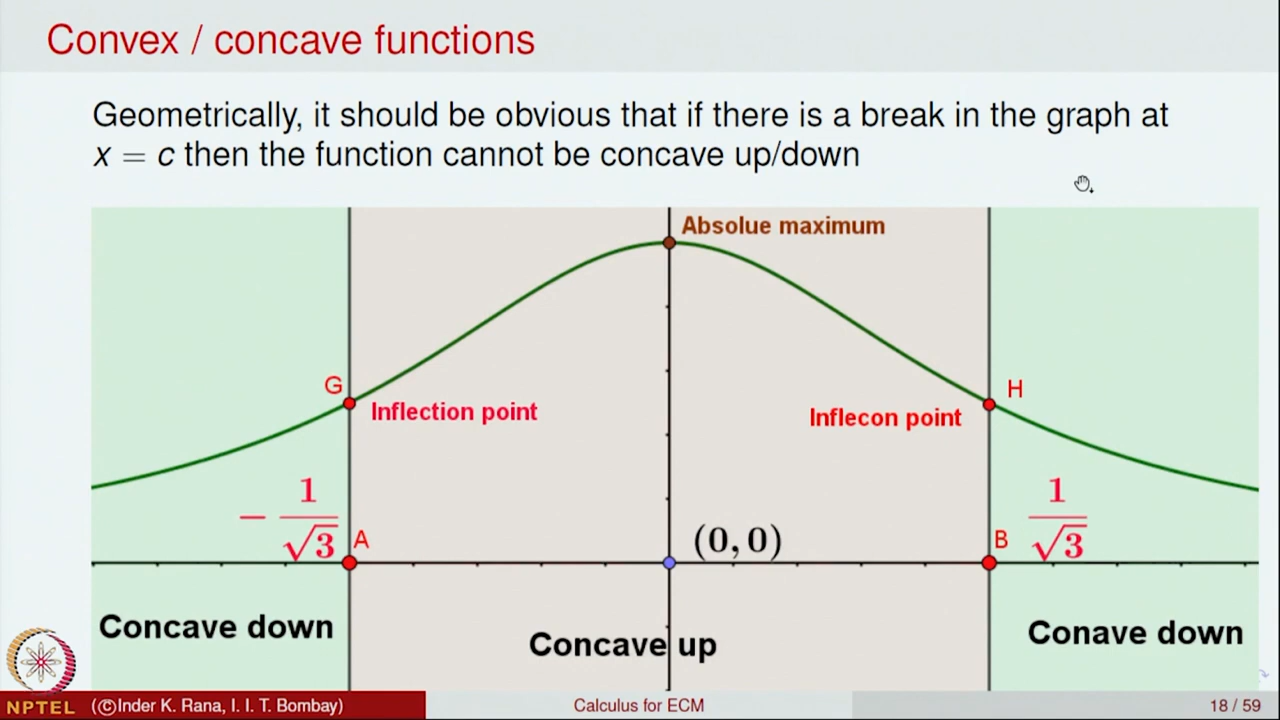 Convex / concave functions
Geometrically, it should be obvious that if there is a break in the graph at
x = c then the function cannot be concave up/down
Absolue maximum
G
H
Inflection point
Inflecon point
− 1/√3
A
(0, 0)
B
1/√3
Concave down
Concave up
Conave down
NPTEL
(©Inder K. Rana, I. I. T. Bombay)
Calculus for ECM
18 / 59